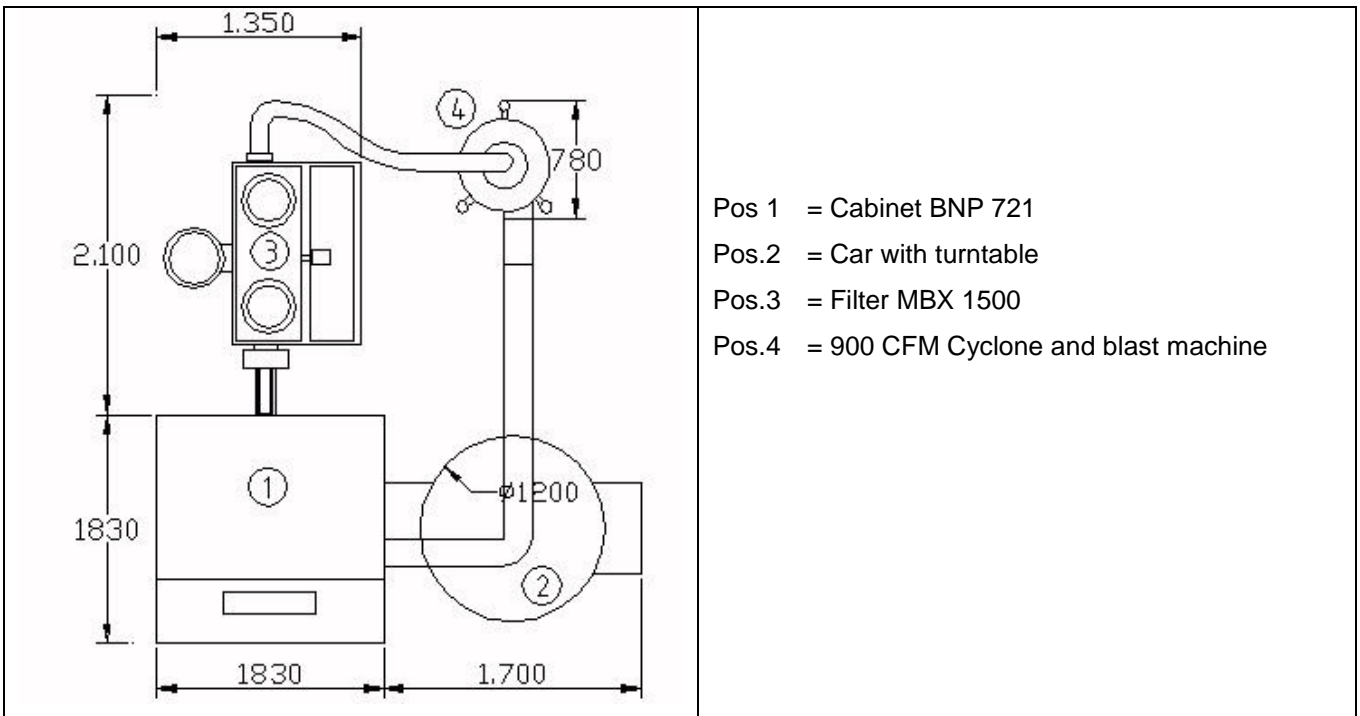 1.350
4
780
2.100
3
1
ø1200
1830
2
1830
1.700
Pos 1 = Cabinet BNP 721
Pos.2 = Car with turntable
Pos.3 = Filter MBX 1500
Pos.4 = 900 CFM Cyclone and blast machine